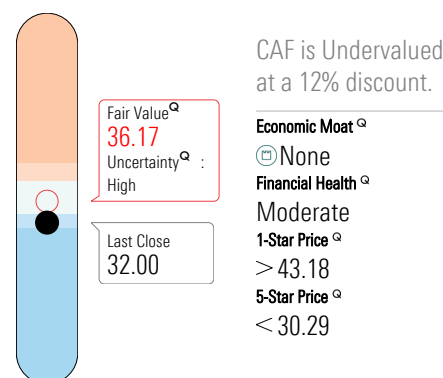 CAF is Undervalued
at a 12% discount.
Fair Value Q
36.17
Uncertainty Q :
High
Last Close
32.00
Economic Moat Q
None
Financial Health Q
Moderate
1-Star Price Q
> 43.18
5-Star Price Q
< 30.29